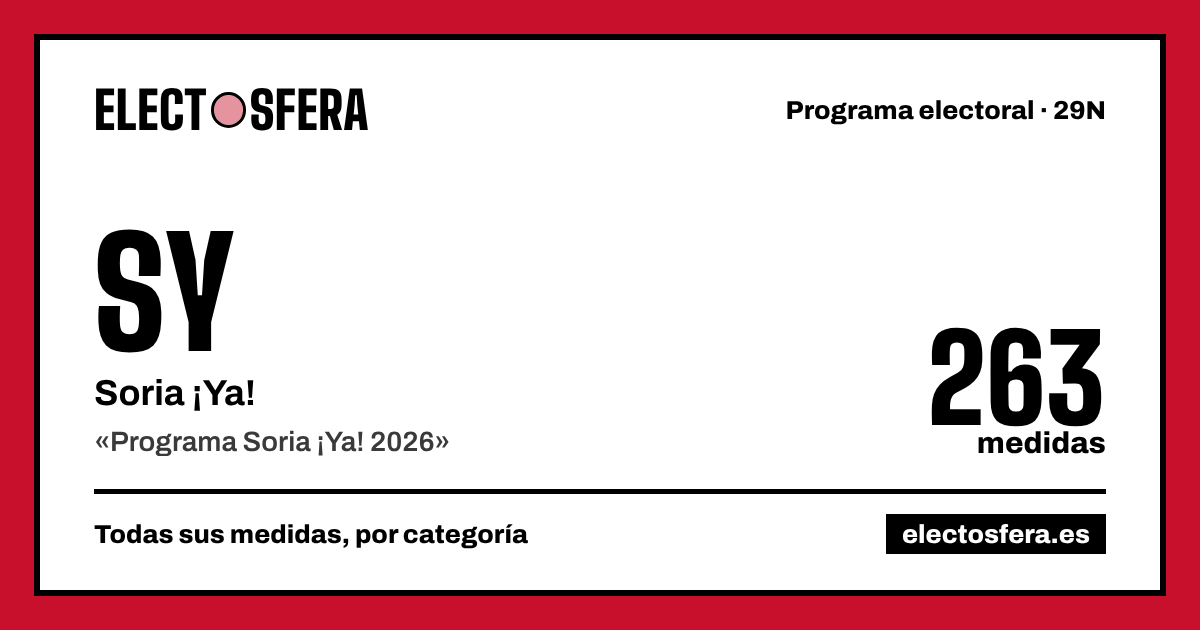 ELECTOSFERA
Programa electoral · 29N
SY
Soria ¡Ya!
«Programa Soria ¡Ya! 2026»
263
medidas
Todas sus medidas, por categoría
electosfera.es